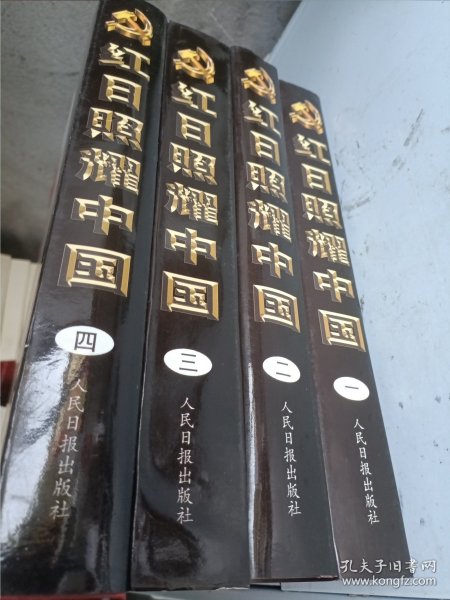 红日照耀中国
四
人民日报出版社
红日照耀中国
三
人民日报出版社
红日照耀中国
二
人民日报出版社
红日照耀中国
一
人民日报出版社
孔夫子旧书网
www.kongfz.com